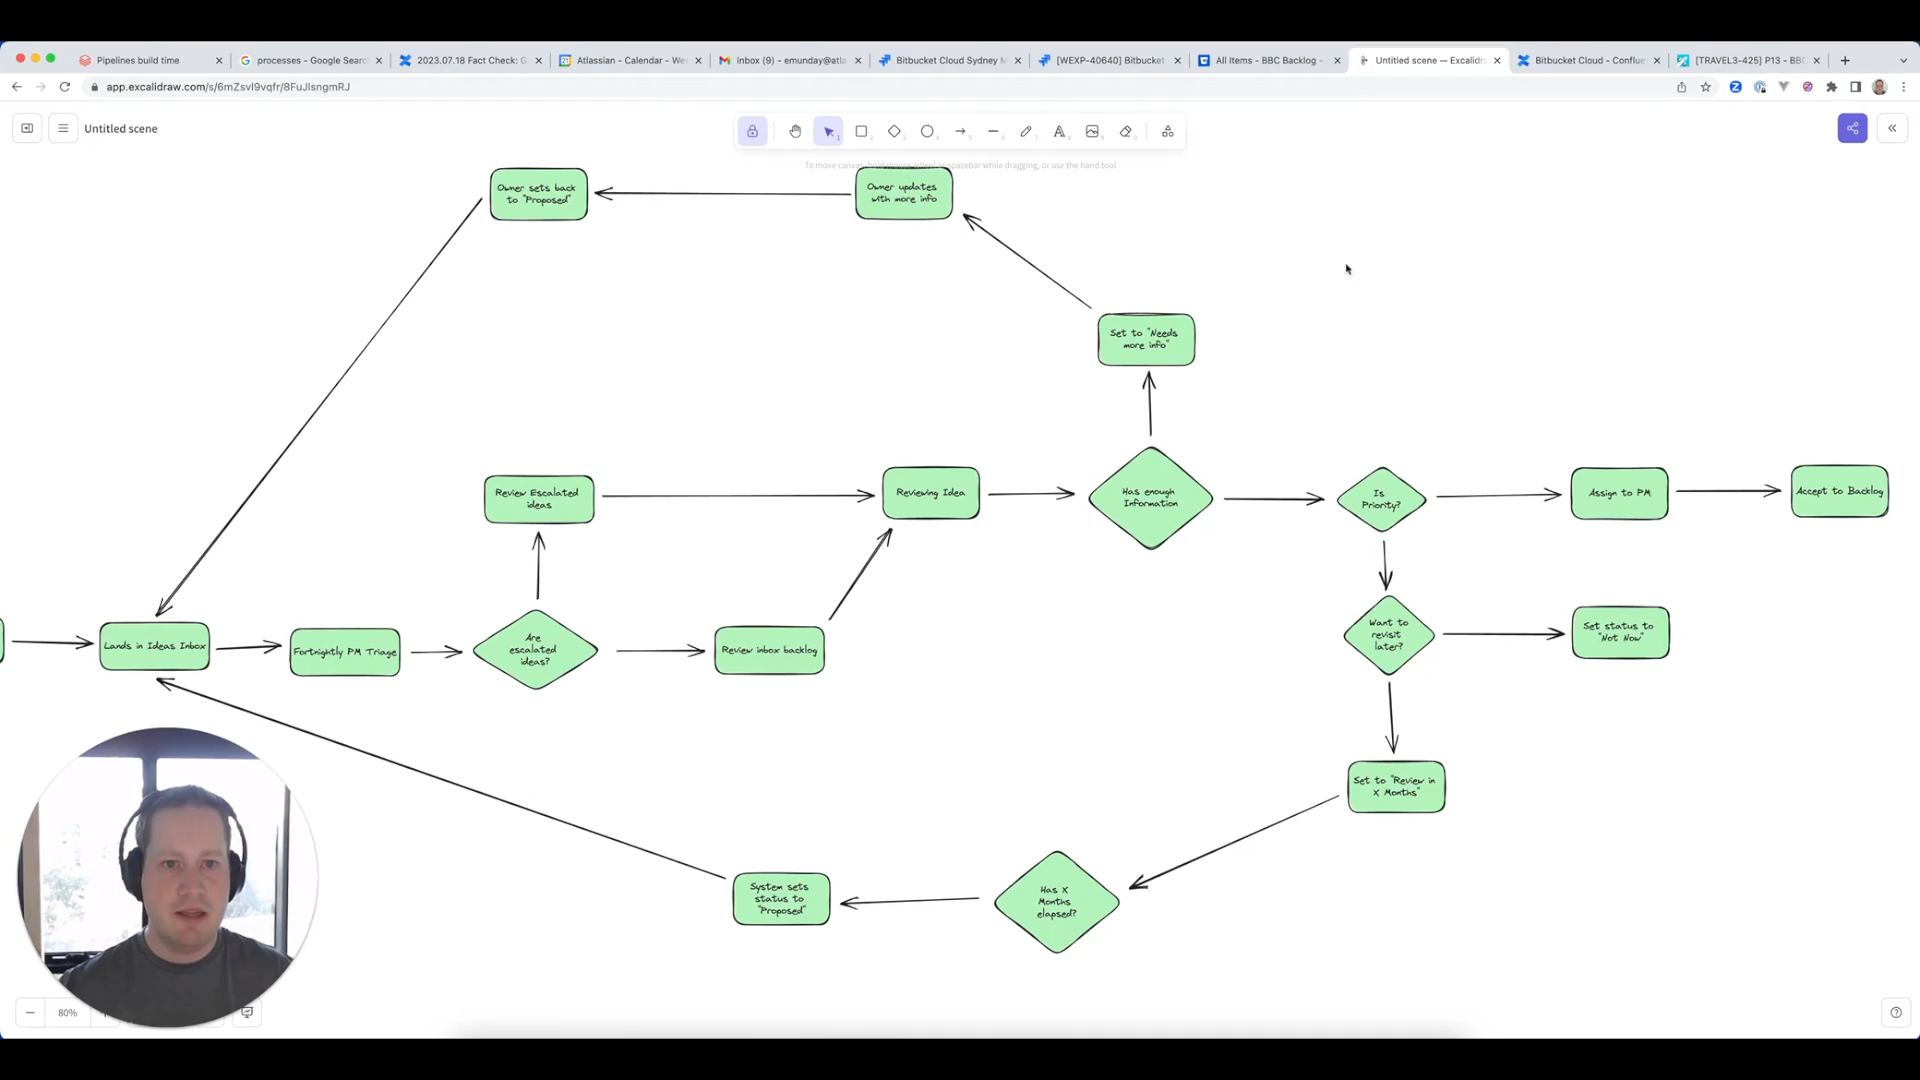 Pipelines build time
processes - Google Searc
2023.07.18 Fact Check: G
Atlassian - Calendar - We
Inbox (9) - emunday@atla
Bitbucket Cloud Sydney M
[WEXP-40640] Bitbucket
All Items - BBC Backlog -
Untitled scene — Excalidr
Bitbucket Cloud - Conflue
[TRAVEL3-425] P13 - BBC
app.excalidraw.com/s/6mZsvI9vqfr/8FuJIsngmRJ
Untitled scene
To move canvas, hold mouse wheel or spacebar while dragging, or use the hand tool
Owner sets back
to "Proposed"
Owner updates
with more info
Set to "Needs
more info"
Review Escalated
ideas
Reviewing Idea
Has enough
Information
Is
Priority?
Assign to PM
Accept to Backlog
Lands in Ideas Inbox
Fortnightly PM Triage
Are
escalated
ideas?
Review inbox backlog
Want to
revisit
later?
Set status to
"Not Now"
Set to "Review in
X Months"
Has X
Months
elapsed?
System sets
status to
"Proposed"
80%